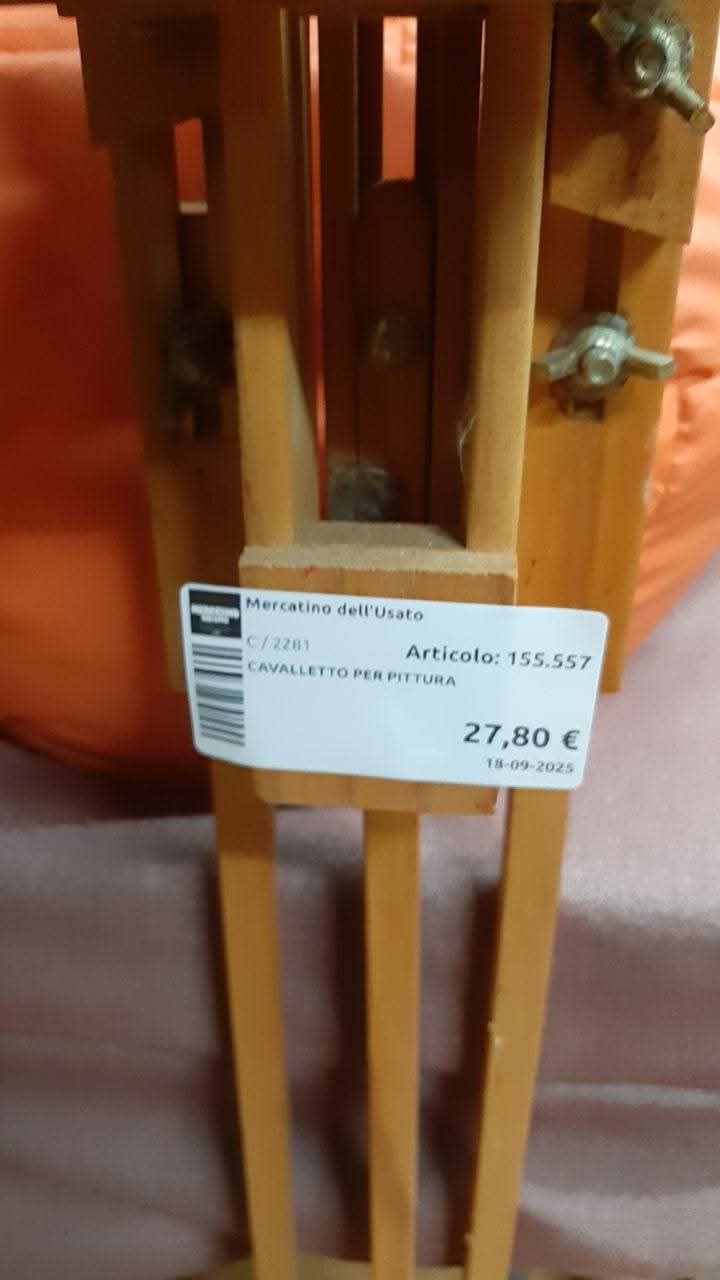 Mercatino dell'Usato
C / 2281
Articolo: 155.557
CAVALLETTO PER PITTURA
27,80 €
18-09-2025